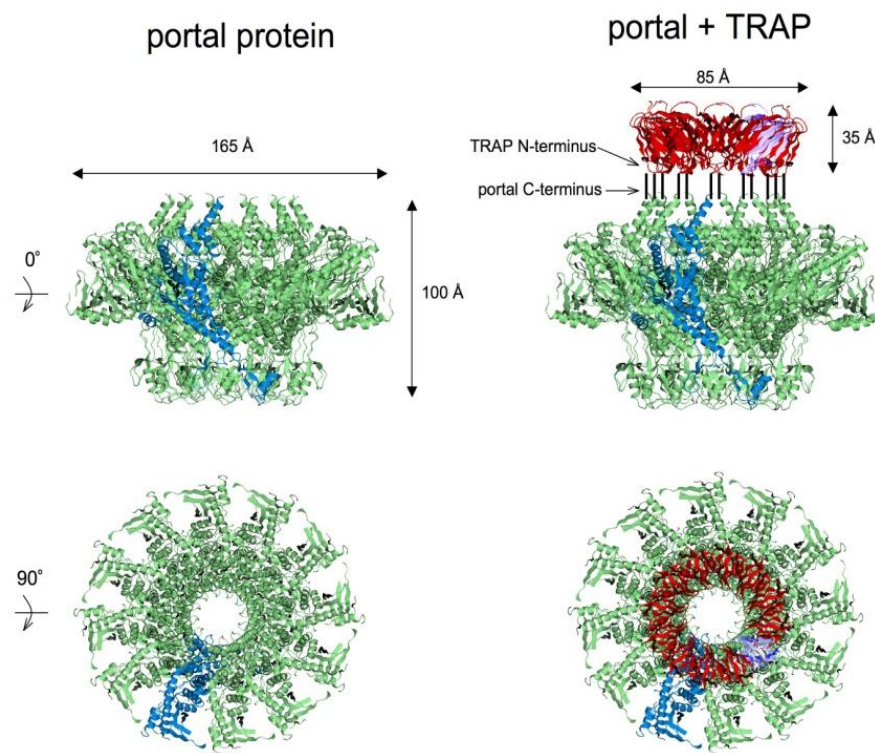 portal protein
portal + TRAP
85 Å
165 Å
TRAP N-terminus
35 Å
portal C-terminus
0°
100 Å
90°